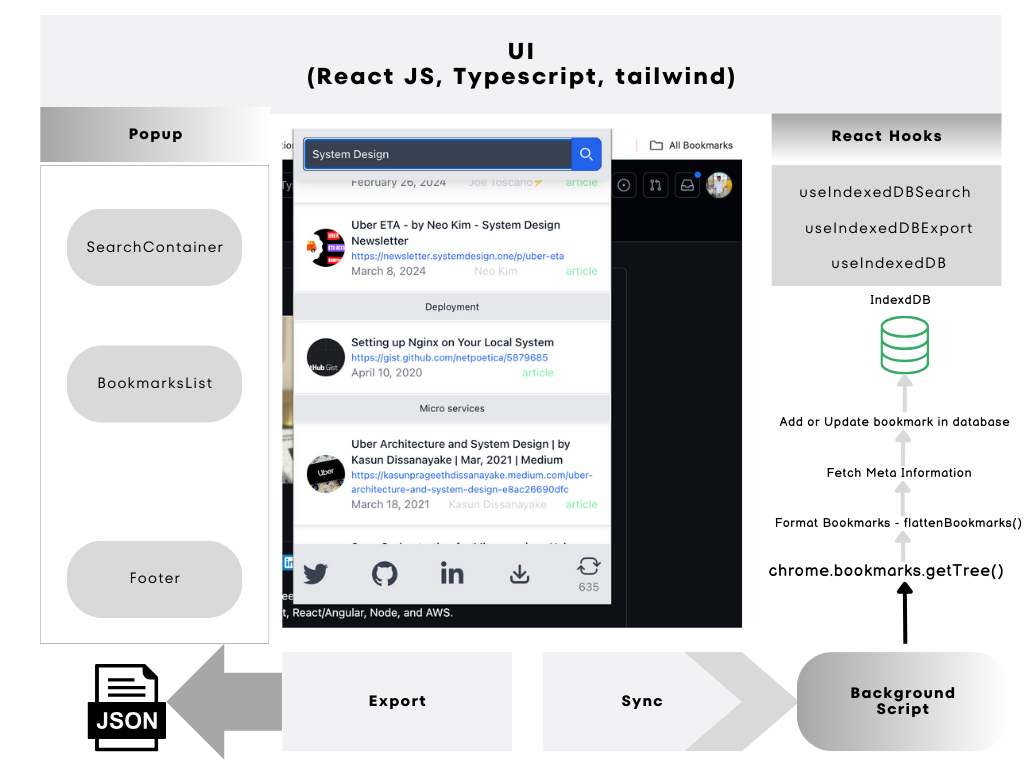 UI
(React JS, Typescript, tailwind)
Popup
SearchContainer
BookmarksList
Footer
All Bookmarks
System Design
February 26, 2024 Joe Toscano⚡ article
Uber ETA - by Neo Kim - System Design
Newsletter
https://newsletter.systemdesign.one/p/uber-eta
March 8, 2024 Neo Kim article
Deployment
Setting up Nginx on Your Local System
https://gist.github.com/netpoetica/5879685
April 10, 2020 article
Micro services
Uber Architecture and System Design | by
Kasun Dissanayake | Mar, 2021 | Medium
https://kasunprageethdissanayake.medium.com/uber-
architecture-and-system-design-e8ac26690dfc
March 18, 2021 Kasun Dissanayake article
635
t, React/Angular, Node, and AWS.
React Hooks
useIndexedDBSearch
useIndexedDBExport
useIndexedDB
IndexdDB
Add or Update bookmark in database
Fetch Meta Information
Format Bookmarks - flattenBookmarks()
chrome.bookmarks.getTree()
JSON
Export
Sync
Background
Script